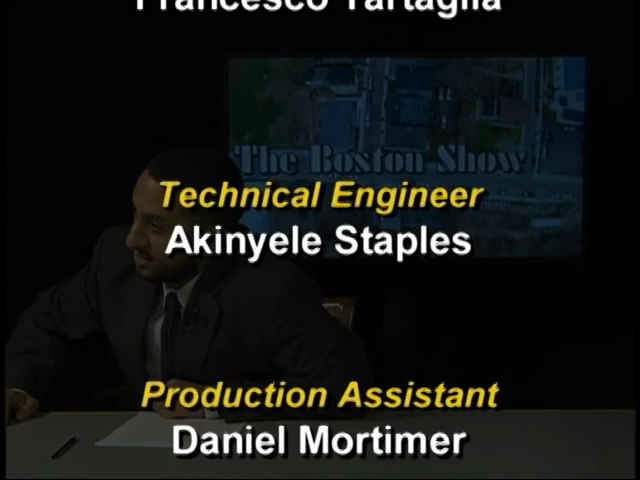 Francesco Tartaglia
The Boston Show
Technical Engineer
Akinyele Staples
Production Assistant
Daniel Mortimer